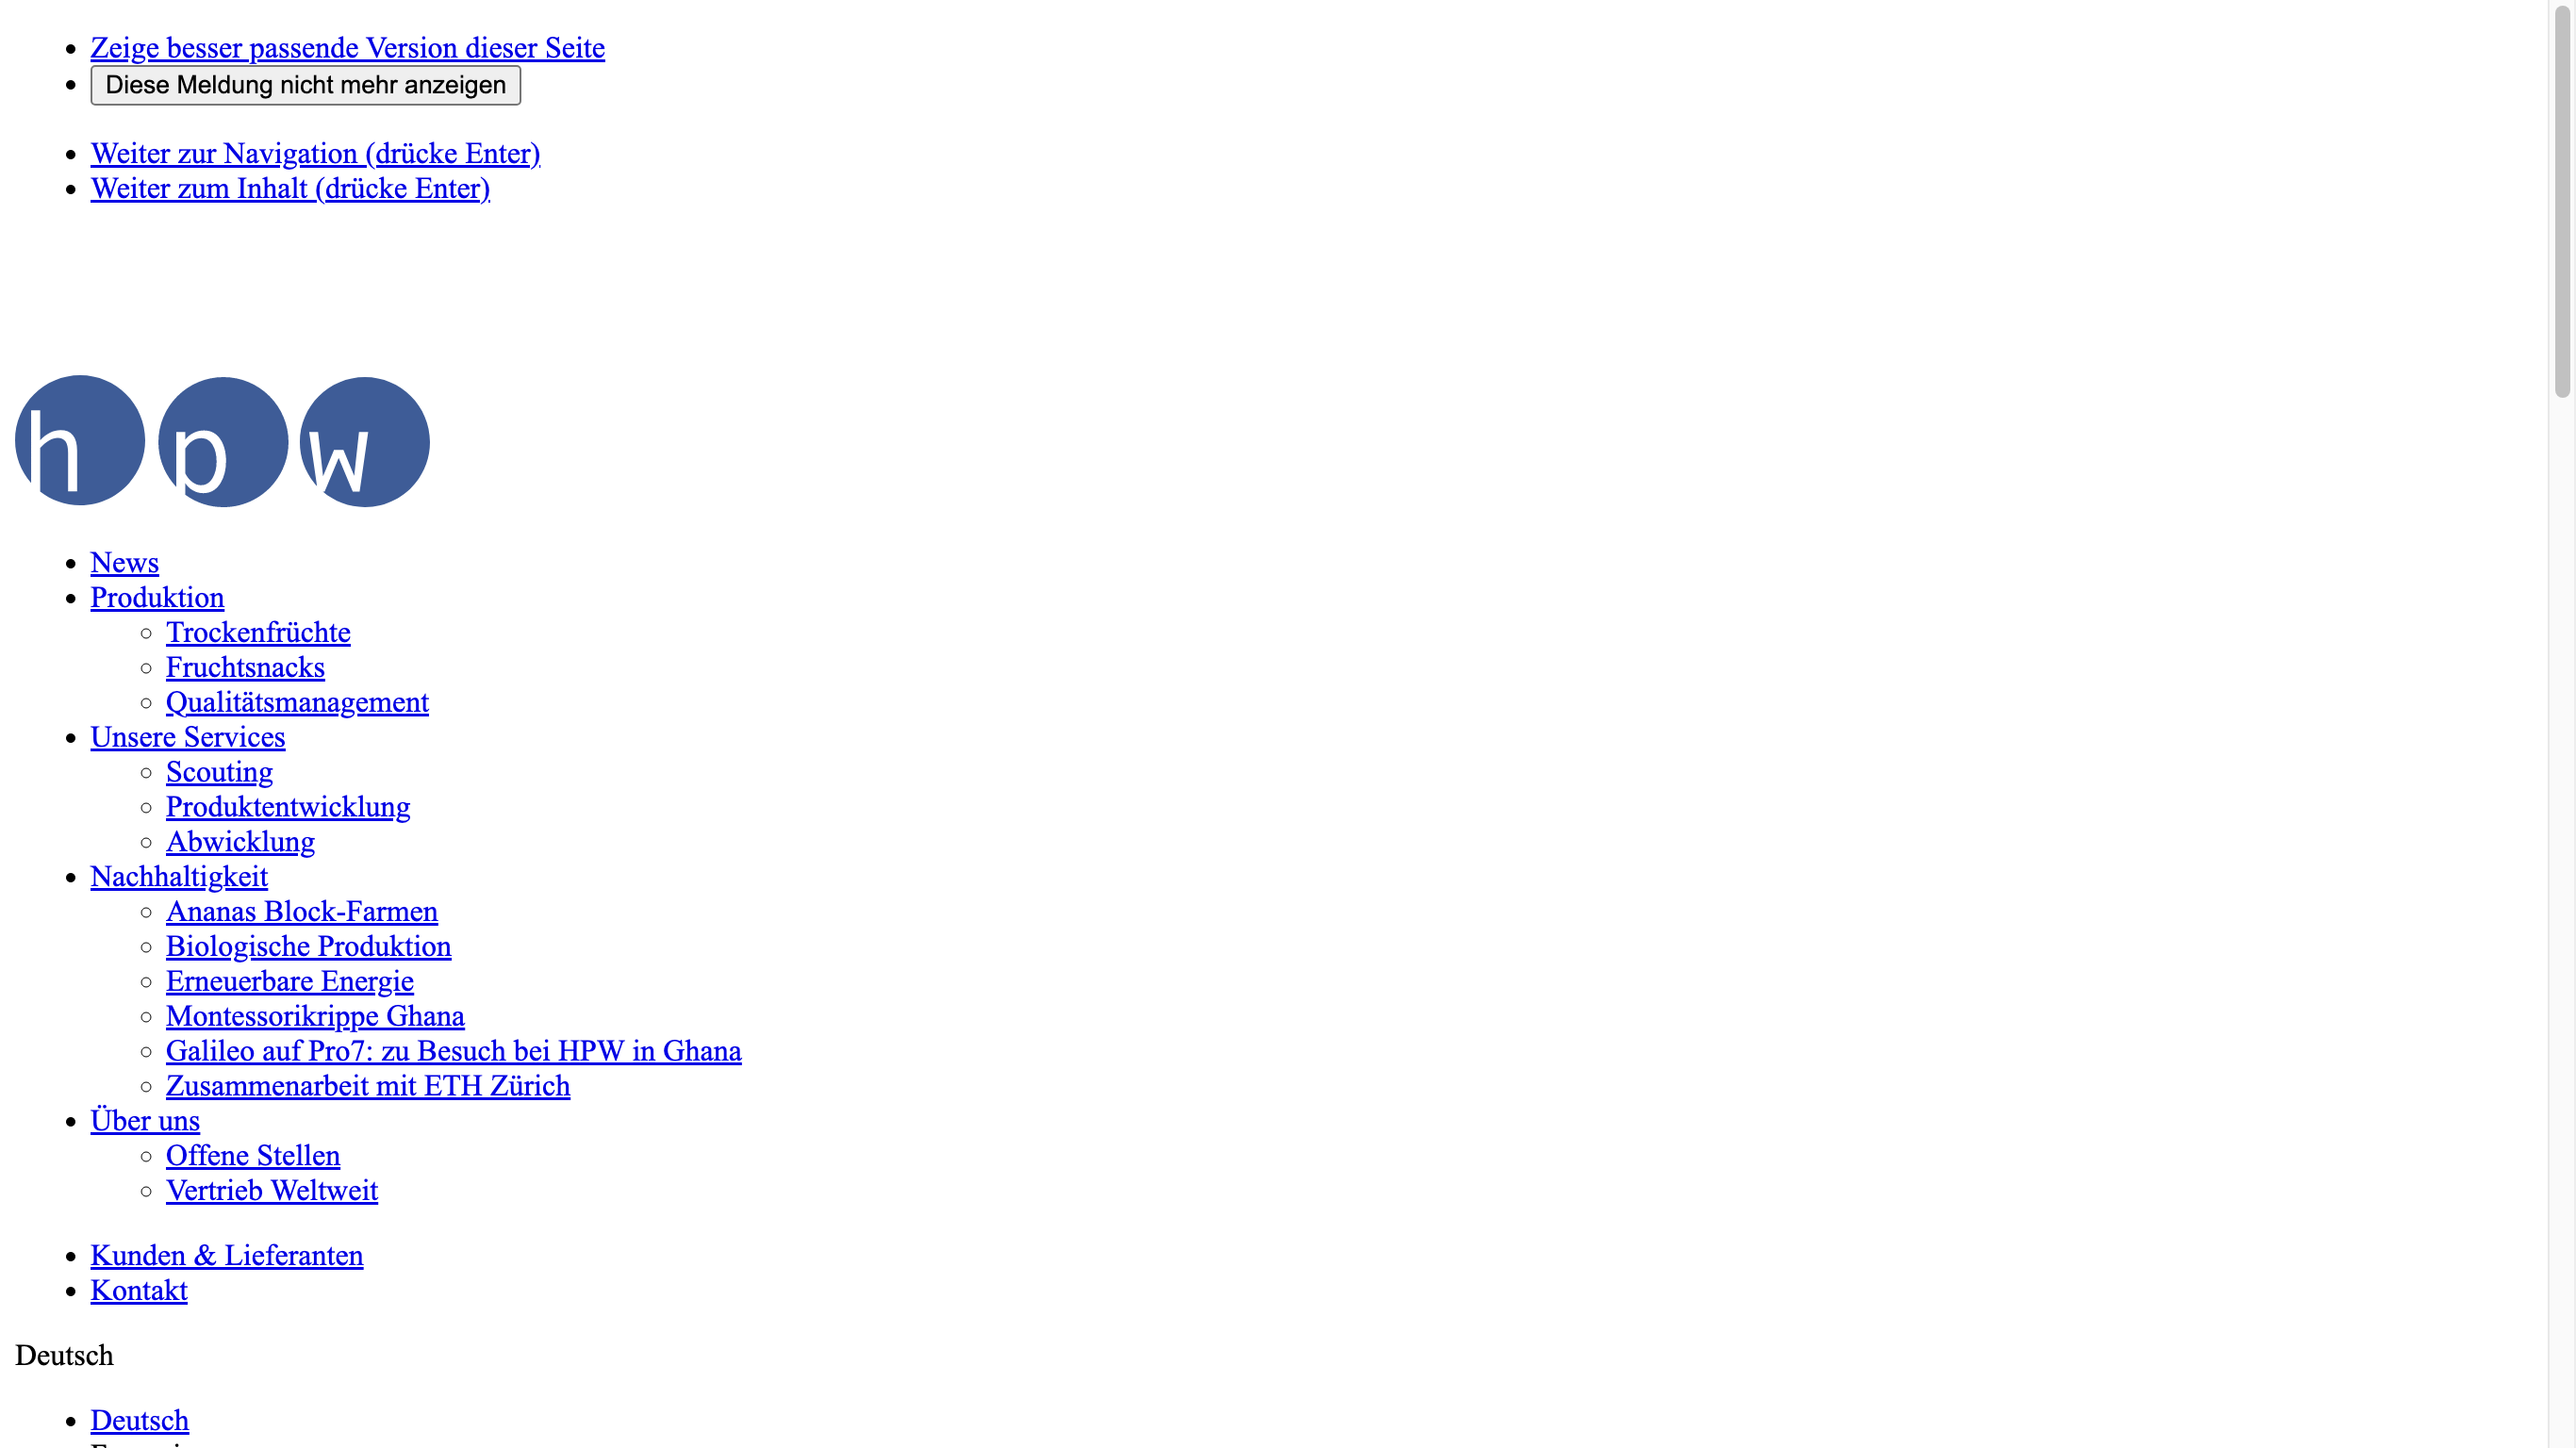 Zeige besser passende Version dieser Seite
Diese Meldung nicht mehr anzeigen
Weiter zur Navigation (drücke Enter)
Weiter zum Inhalt (drücke Enter)
h p w
News
Produktion
Trockenfrüchte
Fruchtsnacks
Qualitätsmanagement
Unsere Services
Scouting
Produktentwicklung
Abwicklung
Nachhaltigkeit
Ananas Block-Farmen
Biologische Produktion
Erneuerbare Energie
Montessorikrippe Ghana
Galileo auf Pro7: zu Besuch bei HPW in Ghana
Zusammenarbeit mit ETH Zürich
Über uns
Offene Stellen
Vertrieb Weltweit
Kunden & Lieferanten
Kontakt
Deutsch
Deutsch